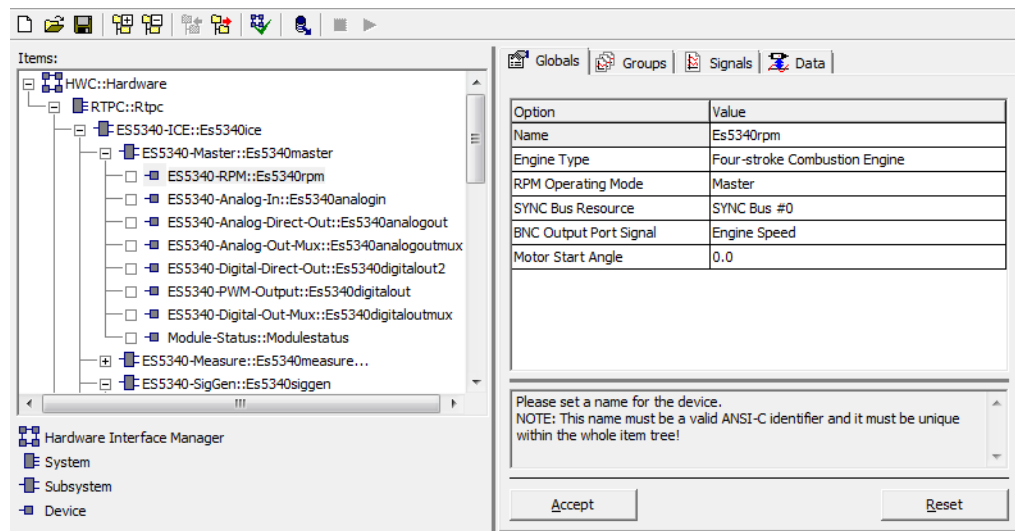 Items:
HWC::Hardware
RTPC::Rtpc
ES5340-ICE::Es5340ice
ES5340-Master::Es5340master
ES5340-RPM::Es5340rpm
ES5340-Analog-In::Es5340analogin
ES5340-Analog-Direct-Out::Es5340analogout
ES5340-Analog-Out-Mux::Es5340analogoutmux
ES5340-Digital-Direct-Out::Es5340digitalout2
ES5340-PWM-Output::Es5340digitalout
ES5340-Digital-Out-Mux::Es5340digitaloutmux
Module-Status::Modulestatus
ES5340-Measure::Es5340measure...
ES5340-SigGen::Es5340siggen
Hardware Interface Manager
System
Subsystem
Device
Globals Groups Signals Data
Option Value
Name Es5340rpm
Engine Type Four-stroke Combustion Engine
RPM Operating Mode Master
SYNC Bus Resource SYNC Bus #0
BNC Output Port Signal Engine Speed
Motor Start Angle 0.0
Please set a name for the device.
NOTE: This name must be a valid ANSI-C identifier and it must be unique
within the whole item tree!
Accept Reset